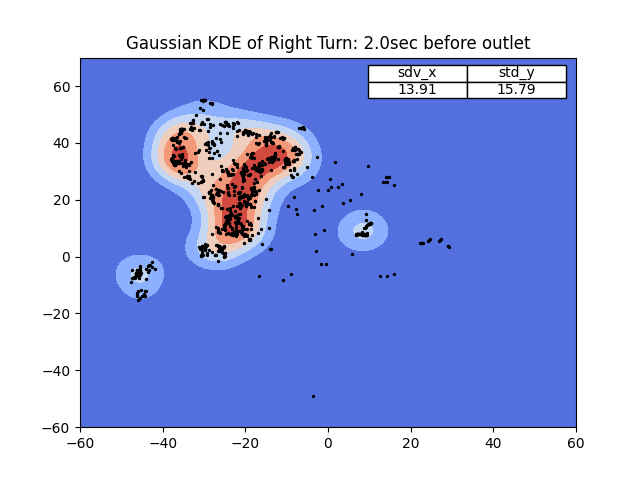 Gaussian KDE of Right Turn: 2.0sec before outlet
sdv_x std_y
13.91 15.79
60
40
20
0
−20
−40
−60
−60 −40 −20 0 20 40 60